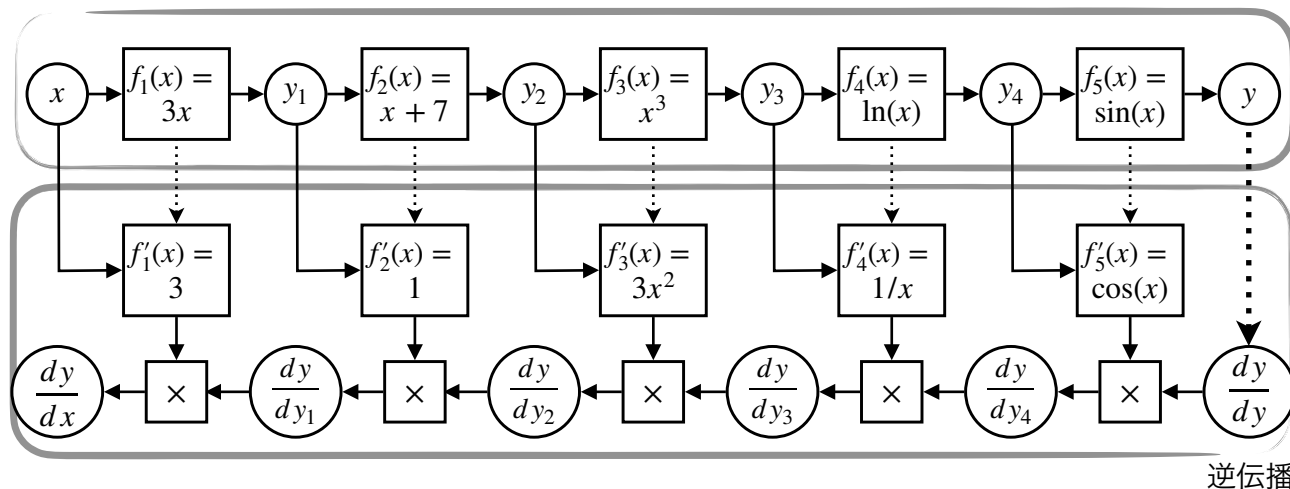 x
f₁(x) =
3x
y₁
f₂(x) =
x + 7
y₂
f₃(x) =
x³
y₃
f₄(x) =
ln(x)
y₄
f₅(x) =
sin(x)
y
f′₁(x) =
3
f′₂(x) =
1
f′₃(x) =
3x²
f′₄(x) =
1/x
f′₅(x) =
cos(x)
dy
dx
×
dy
dy₁
×
dy
dy₂
×
dy
dy₃
×
dy
dy₄
×
dy
dy
逆伝播